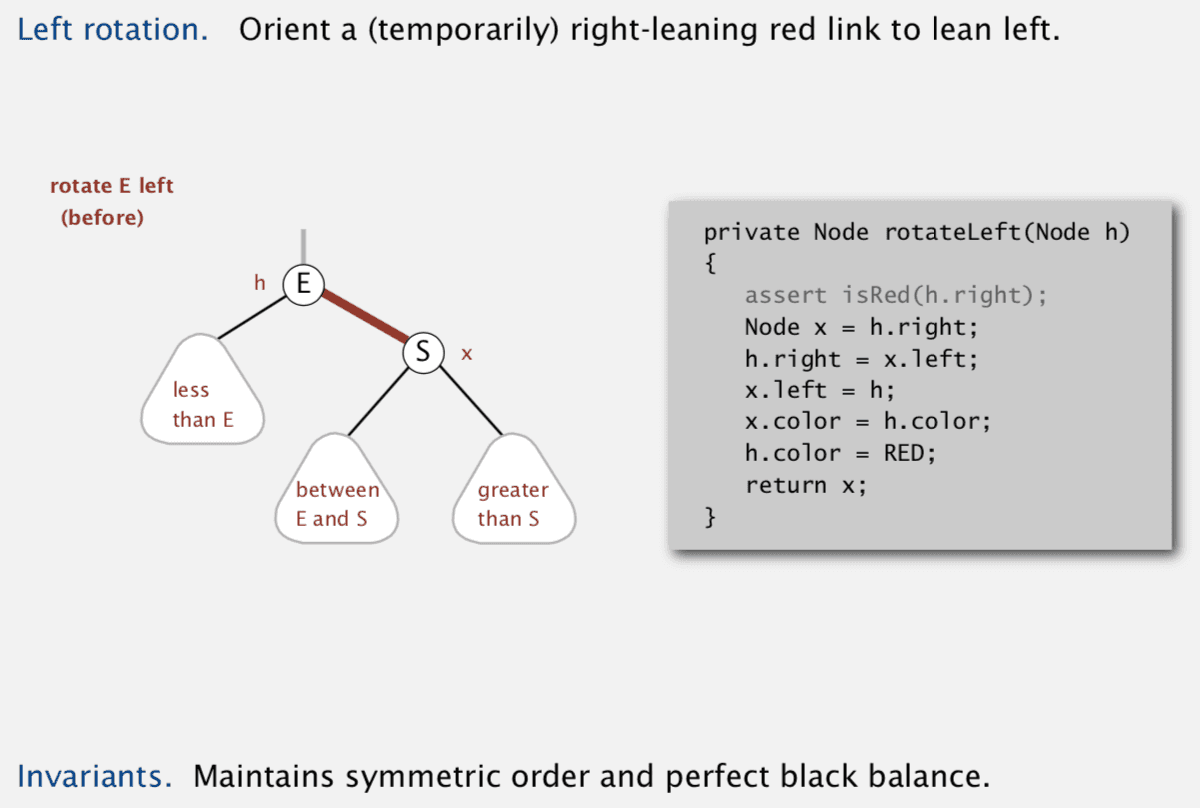 Left rotation. Orient a (temporarily) right-leaning red link to lean left.
rotate E left
(before)
h
E
S
x
less
than E
between
E and S
greater
than S
private Node rotateLeft(Node h)
{
   assert isRed(h.right);
   Node x = h.right;
   h.right = x.left;
   x.left = h;
   x.color = h.color;
   h.color = RED;
   return x;
}
Invariants. Maintains symmetric order and perfect black balance.